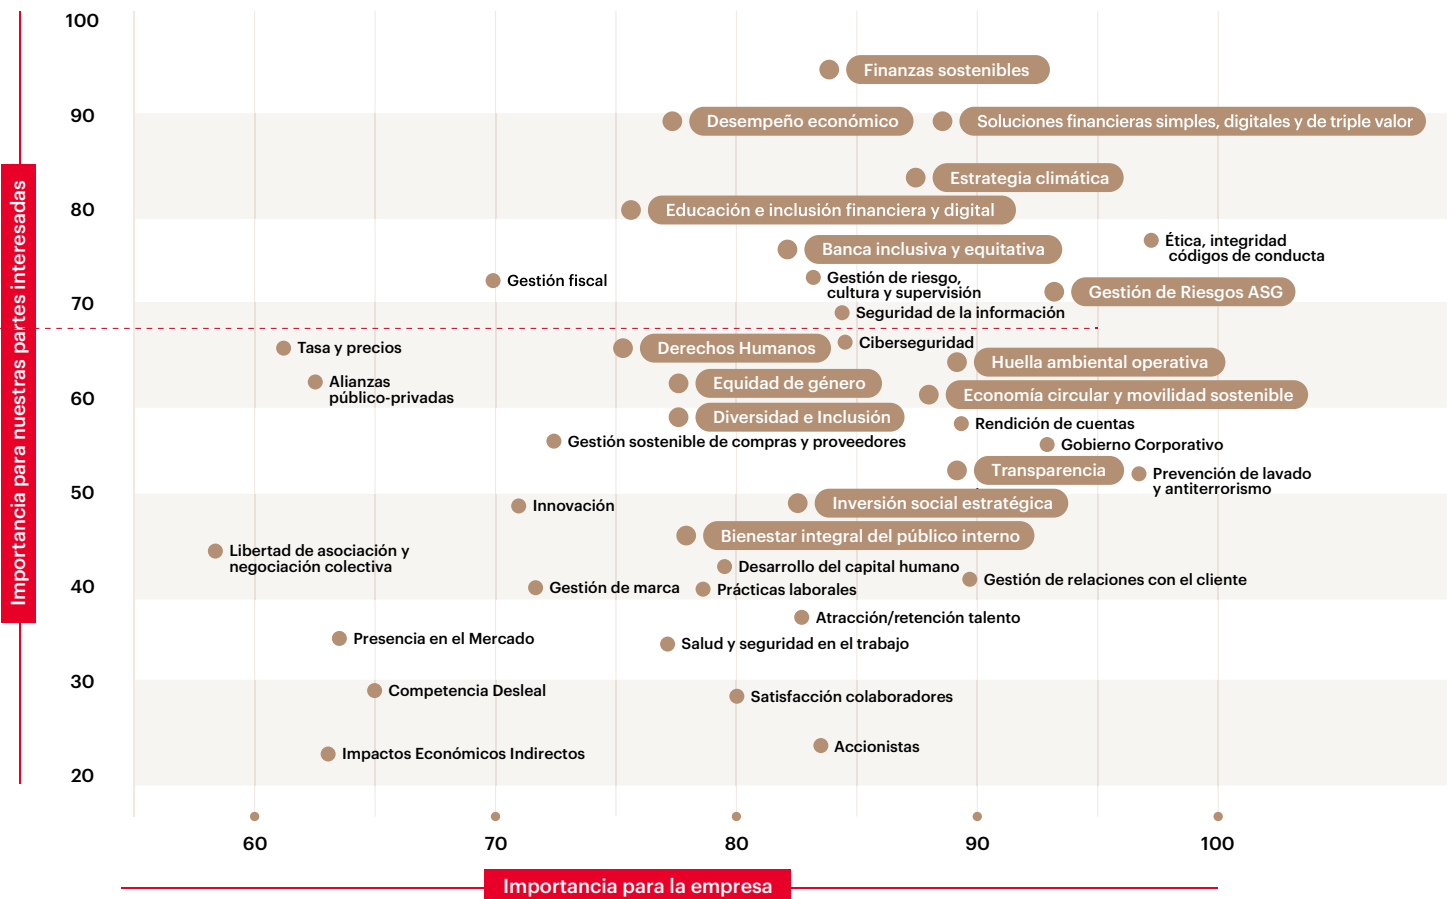 100
90
80
70
60
50
40
30
20
Importancia para nuestras partes interesadas
Finanzas sostenibles
Desempeño económico
Soluciones financieras simples, digitales y de triple valor
Estrategia climática
Educación e inclusión financiera y digital
Ética, integridad
códigos de conducta
Banca inclusiva y equitativa
Gestión fiscal
Gestión de riesgo,
cultura y supervisión
Gestión de Riesgos ASG
Seguridad de la información
Tasa y precios
Derechos Humanos
Ciberseguridad
Huella ambiental operativa
Alianzas
público-privadas
Equidad de género
Economía circular y movilidad sostenible
Diversidad e Inclusión
Rendición de cuentas
Gestión sostenible de compras y proveedores
Gobierno Corporativo
Transparencia
Prevención de lavado
y antiterrorismo
Innovación
Inversión social estratégica
Bienestar integral del público interno
Libertad de asociación y
negociación colectiva
Desarrollo del capital humano
Gestión de relaciones con el cliente
Gestión de marca
Prácticas laborales
Atracción/retención talento
Presencia en el Mercado
Salud y seguridad en el trabajo
Competencia Desleal
Satisfacción colaboradores
Impactos Económicos Indirectos
Accionistas
60
70
80
90
100
Importancia para la empresa